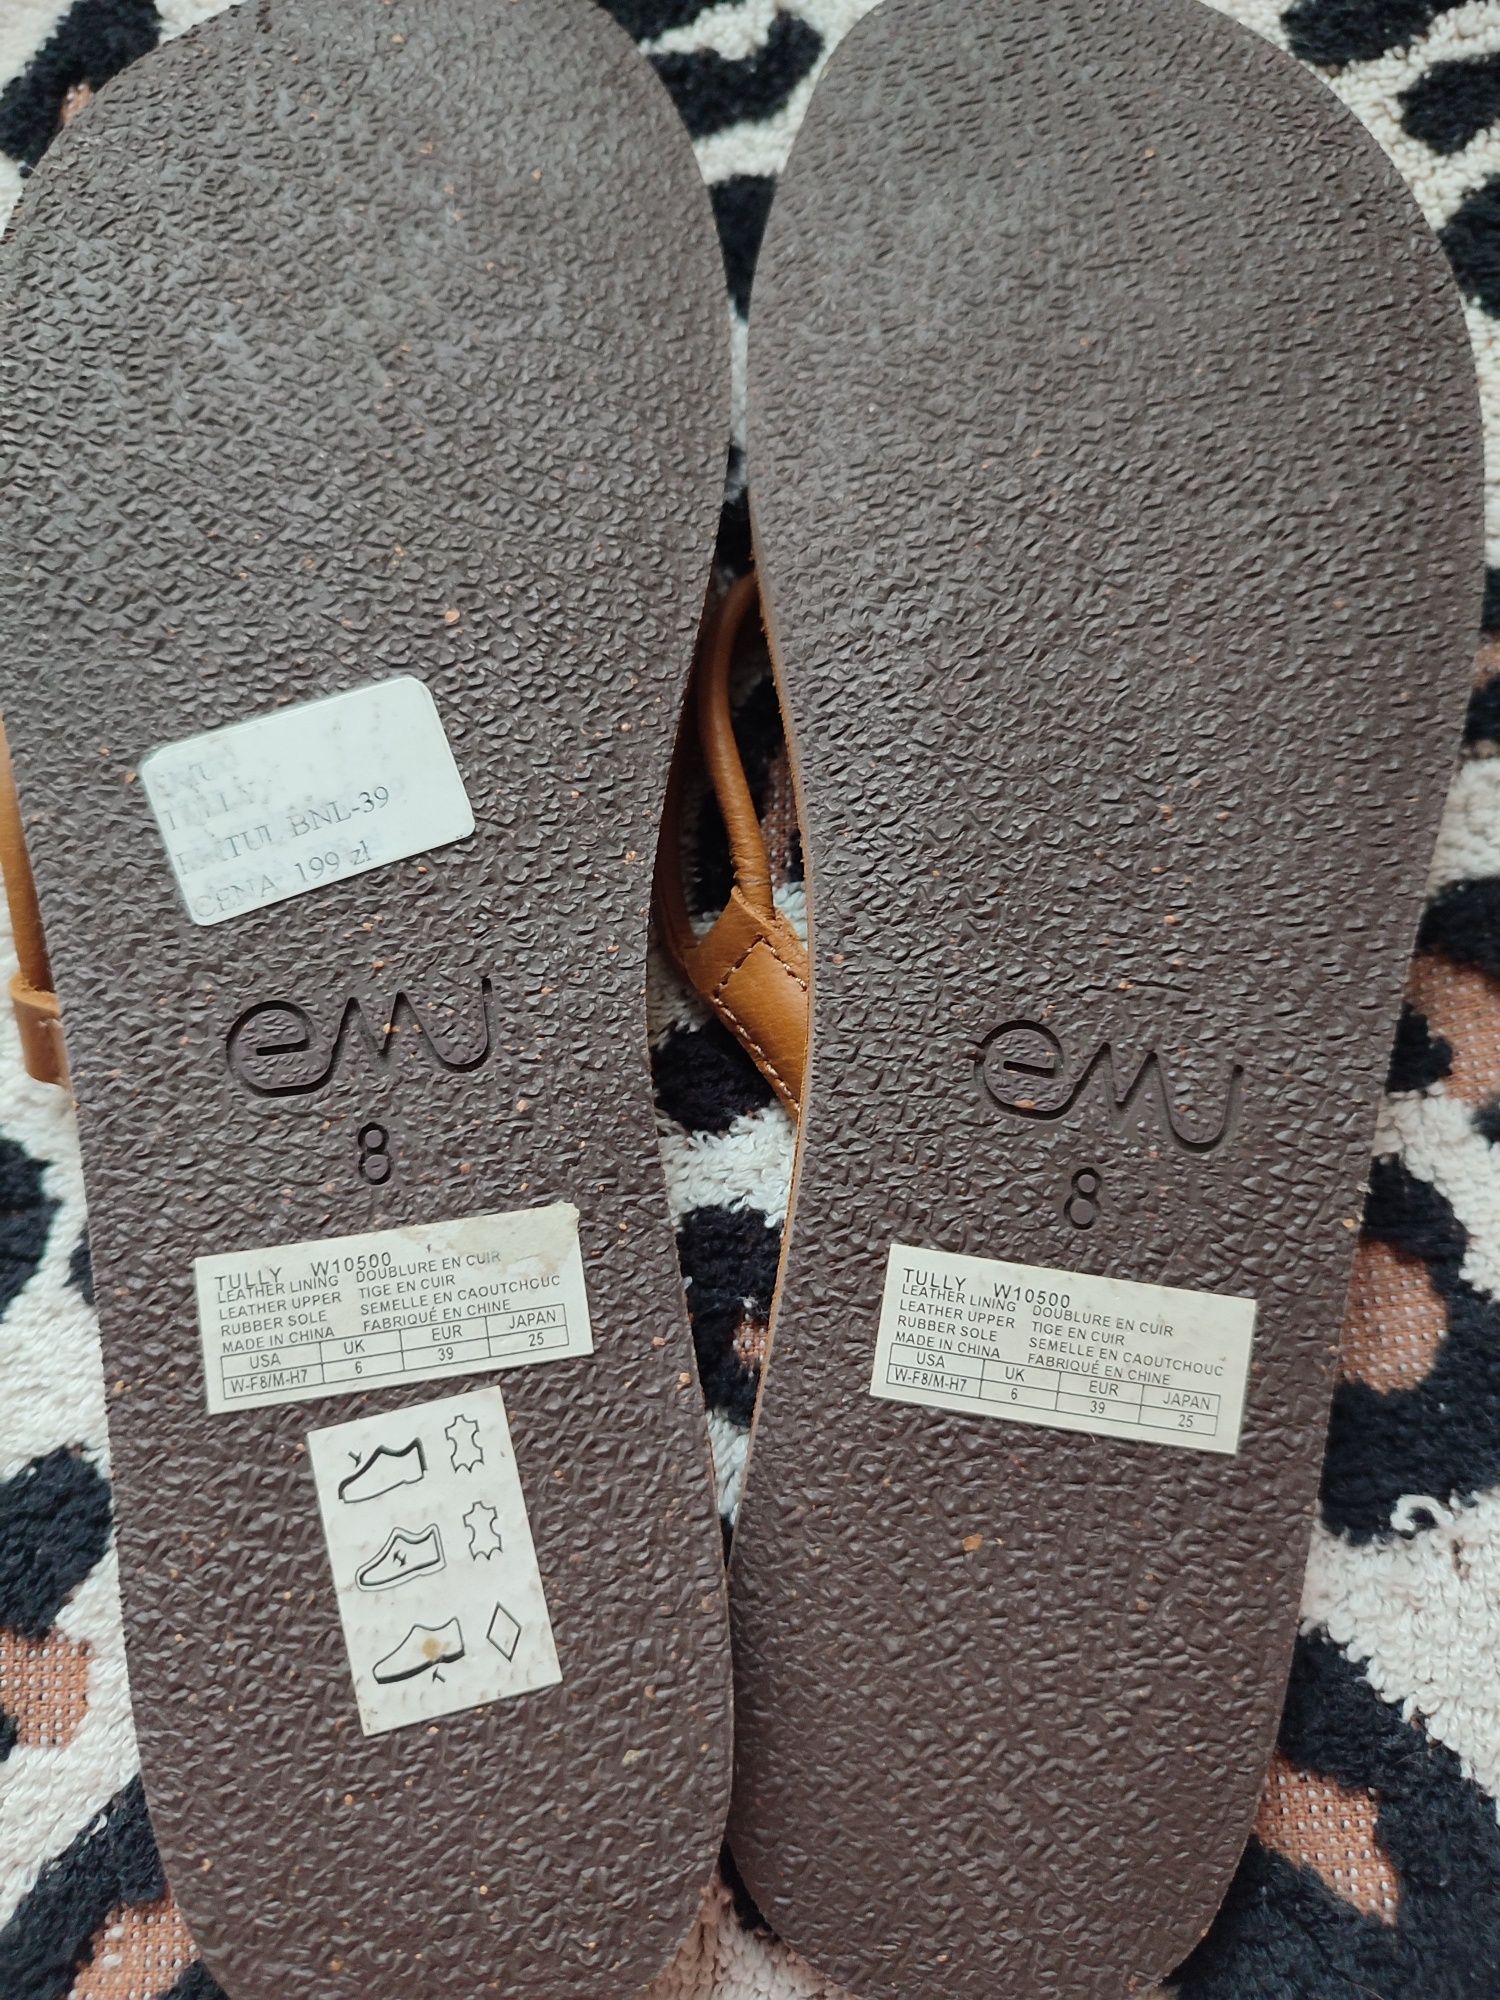 TULLY
BNL-39
CENA 199 zł
emu
8
TULLY W10500
LEATHER LINING DOUBLURE EN CUIR
LEATHER UPPER TIGE EN CUIR
RUBBER SOLE SEMELLE EN CAOUTCHOUC
MADE IN CHINA FABRIQUÉ EN CHINE
USA UK EUR JAPAN
W-F8/M-H7 6 39 25
emu
8
TULLY W10500
LEATHER LINING DOUBLURE EN CUIR
LEATHER UPPER TIGE EN CUIR
RUBBER SOLE SEMELLE EN CAOUTCHOUC
MADE IN CHINA FABRIQUÉ EN CHINE
USA UK EUR JAPAN
W-F8/M-H7 6 39 25